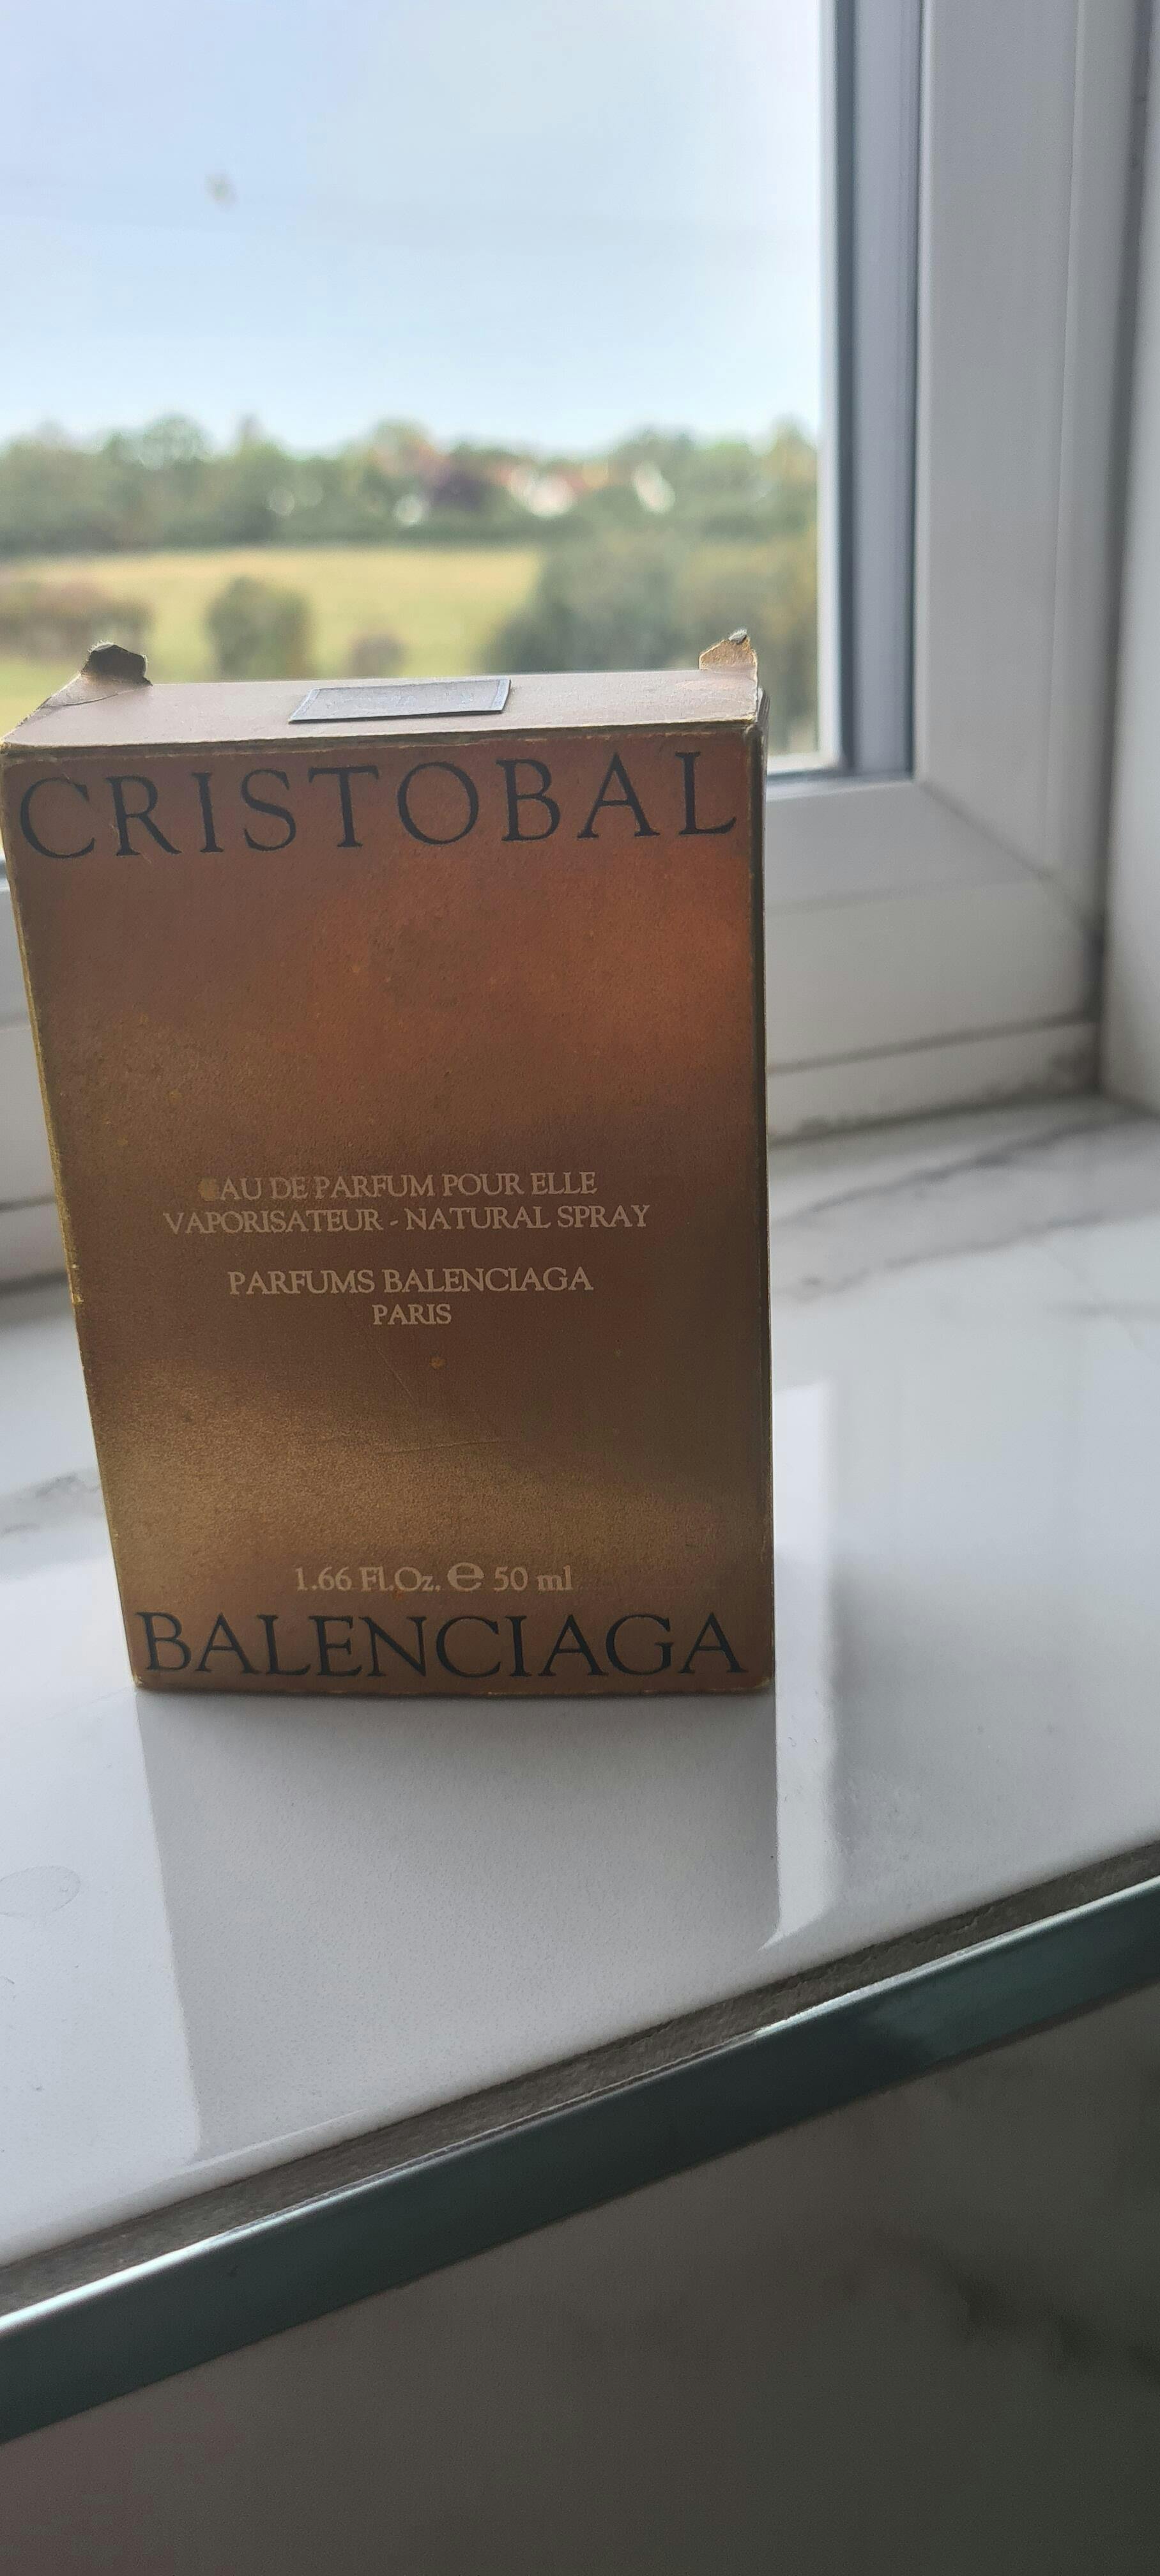 CRISTOBAL
EAU DE PARFUM POUR ELLE
VAPORISATEUR - NATURAL SPRAY
PARFUMS BALENCIAGA
PARIS
1.66 Fl.Oz. ℮ 50 ml
BALENCIAGA